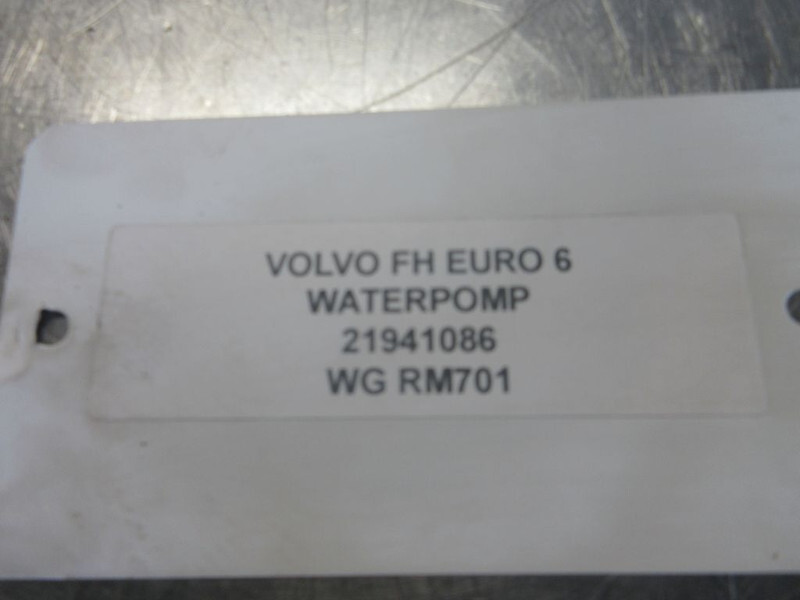 VOLVO FH EURO 6
WATERPOMP
21941086
WG RM701